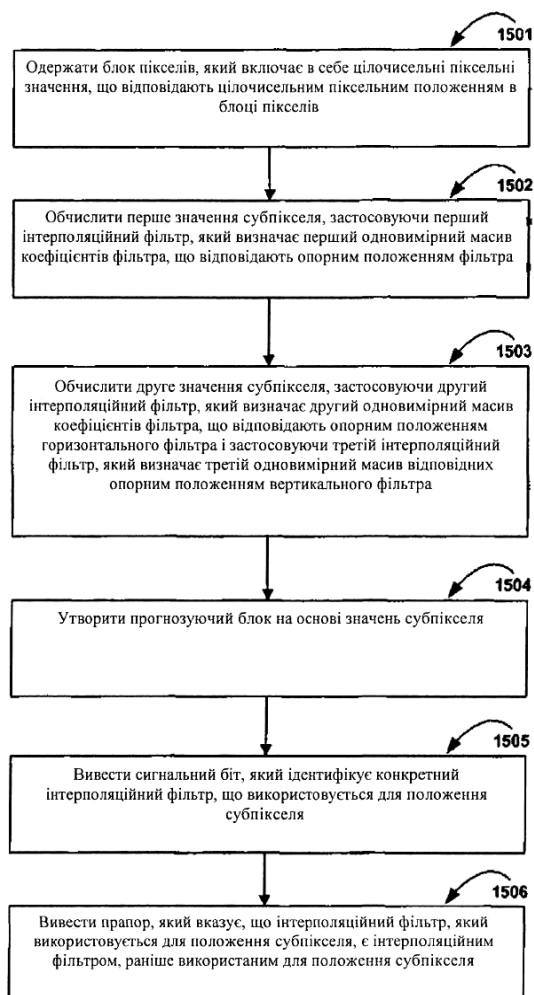 1501
Одержати блок пікселів, який включає в себе цілочисельні піксельні
значення, що відповідають цілочисельним піксельним положенням в
блоці пікселів
1502
Обчислити перше значення субпікселя, застосовуючи перший
інтерполяційний фільтр, який визначає перший одновимірний масив
коефіцієнтів фільтра, що відповідають опорним положенням фільтра
1503
Обчислити друге значення субпікселя, застосовуючи другий
інтерполяційний фільтр, який визначає другий одновимірний масив
коефіцієнтів фільтра, що відповідають опорним положенням
горизонтального фільтра і застосовуючи третій інтерполяційний
фільтр, який визначає третій одновимірний масив відповідних
опорним положенням вертикального фільтра
1504
Утворити прогнозуючий блок на основі значень субпікселя
1505
Вивести сигнальний біт, який ідентифікує конкретний
інтерполяційний фільтр, що використовується для положення
субпікселя
1506
Вивести прапор, який вказує, що інтерполяційний фільтр, який
використовується для положення субпікселя, є інтерполяційним
фільтром, раніше використаним для положення субпікселя